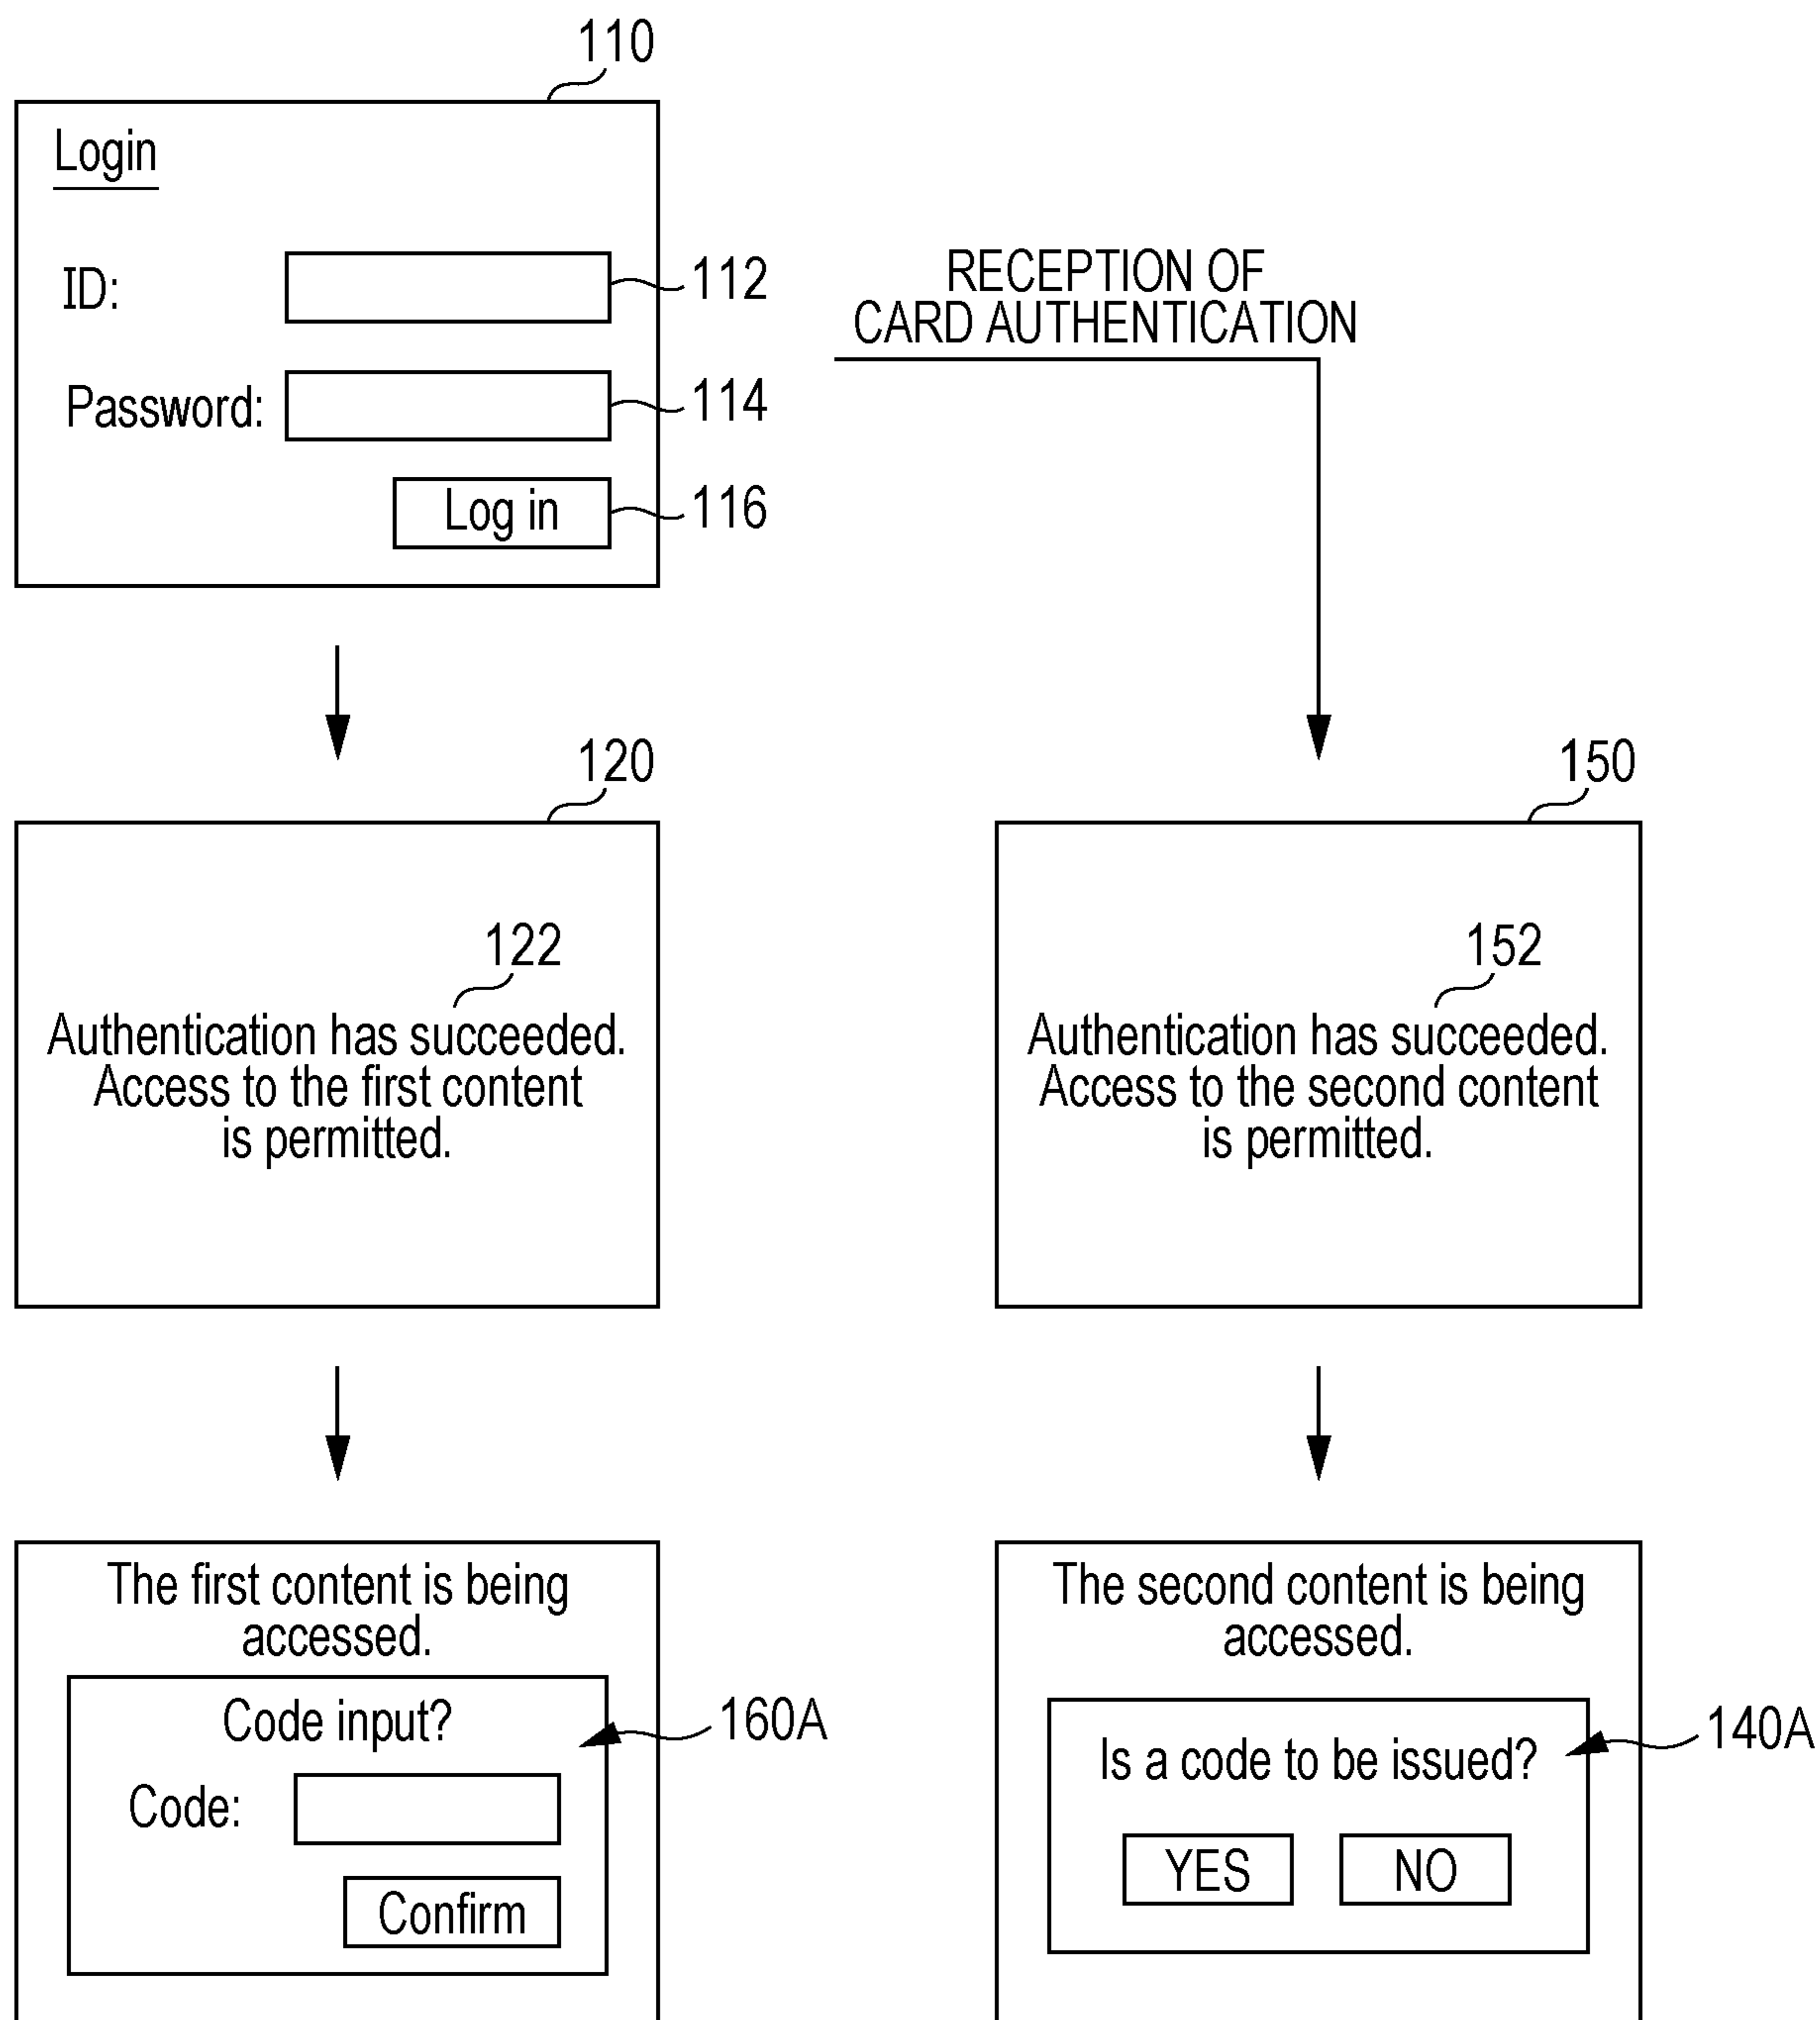 110
Login
ID:
112
Password:
114
Log in
116
RECEPTION OF
CARD AUTHENTICATION
120
122
Authentication has succeeded.
Access to the first content
is permitted.
150
152
Authentication has succeeded.
Access to the second content
is permitted.
The first content is being
accessed.
Code input?
160A
Code:
Confirm
The second content is being
accessed.
Is a code to be issued?
140A
YES
NO